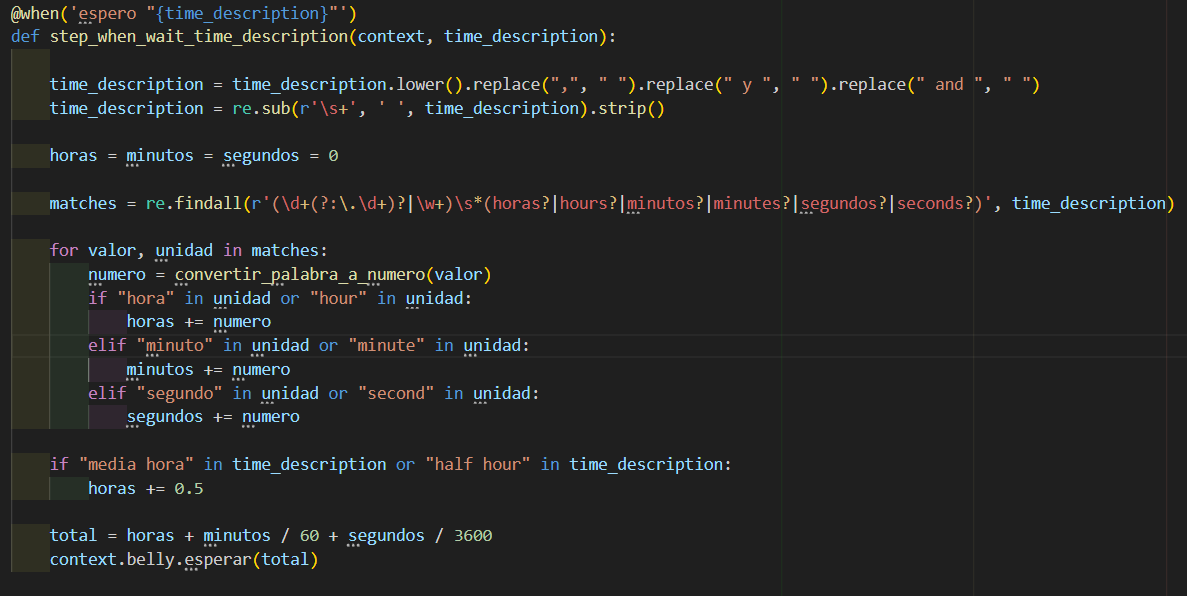 @when('espero "{time_description}"')
def step_when_wait_time_description(context, time_description):
    time_description = time_description.lower().replace(",", " ").replace(" y ", " ").replace(" and ", " ")
    time_description = re.sub(r'\s+', ' ', time_description).strip()
    horas = minutos = segundos = 0
    matches = re.findall(r'(\d+(?:\.\d+)?|\w+)\s*(horas?|hours?|minutos?|minutes?|segundos?|seconds?)', time_description)
    for valor, unidad in matches:
        numero = convertir_palabra_a_numero(valor)
        if "hora" in unidad or "hour" in unidad:
            horas += numero
        elif "minuto" in unidad or "minute" in unidad:
            minutos += numero
        elif "segundo" in unidad or "second" in unidad:
            segundos += numero
    if "media hora" in time_description or "half hour" in time_description:
        horas += 0.5
    total = horas + minutos / 60 + segundos / 3600
    context.belly.esperar(total)